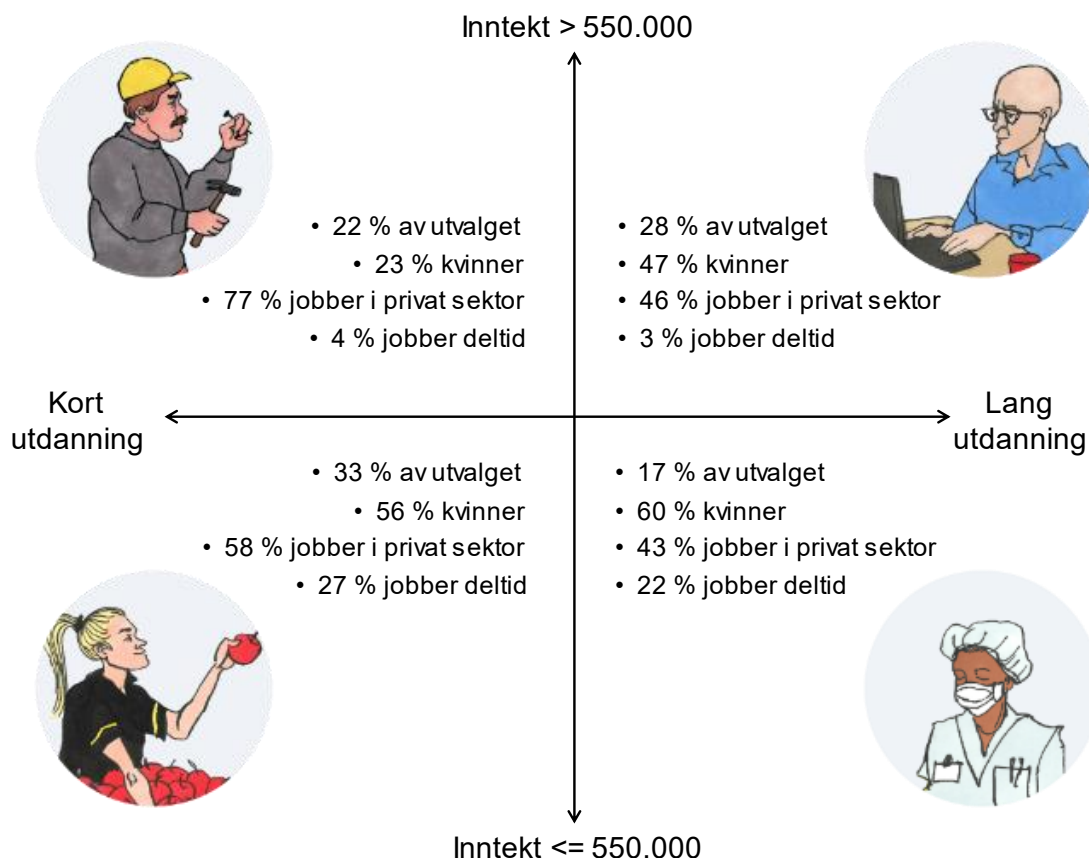 Inntekt > 550.000
• 22 % av utvalget
• 23 % kvinner
• 77 % jobber i privat sektor
• 4 % jobber deltid
• 28 % av utvalget
• 47 % kvinner
• 46 % jobber i privat sektor
• 3 % jobber deltid
Kort
utdanning
Lang
utdanning
• 33 % av utvalget
• 56 % kvinner
• 58 % jobber i privat sektor
• 27 % jobber deltid
• 17 % av utvalget
• 60 % kvinner
• 43 % jobber i privat sektor
• 22 % jobber deltid
Inntekt <= 550.000